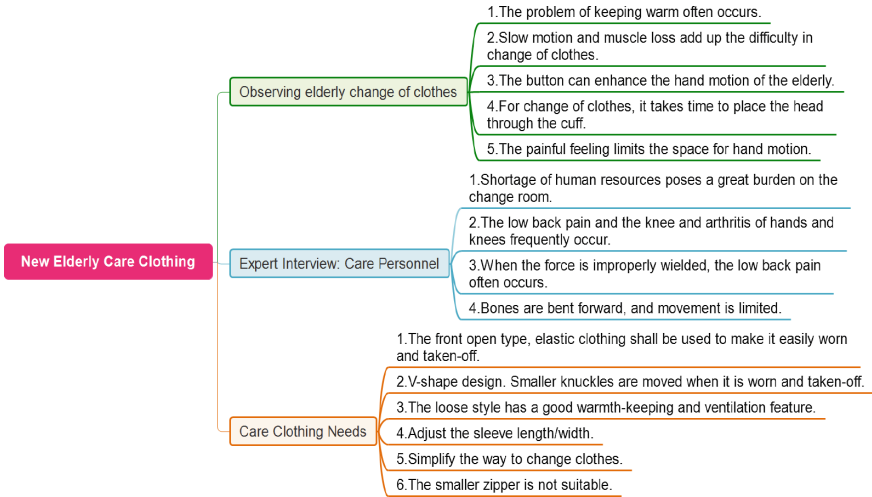 New Elderly Care Clothing
Observing elderly change of clothes
1.The problem of keeping warm often occurs.
2.Slow motion and muscle loss add up the difficulty in
change of clothes.
3.The button can enhance the hand motion of the elderly.
4.For change of clothes, it takes time to place the head
through the cuff.
5.The painful feeling limits the space for hand motion.
Expert Interview: Care Personnel
1.Shortage of human resources poses a great burden on the
change room.
2.The low back pain and the knee and arthritis of hands and
knees frequently occur.
3.When the force is improperly wielded, the low back pain
often occurs.
4.Bones are bent forward, and movement is limited.
Care Clothing Needs
1.The front open type, elastic clothing shall be used to make it easily worn
and taken-off.
2.V-shape design. Smaller knuckles are moved when it is worn and taken-off.
3.The loose style has a good warmth-keeping and ventilation feature.
4.Adjust the sleeve length/width.
5.Simplify the way to change clothes.
6.The smaller zipper is not suitable.